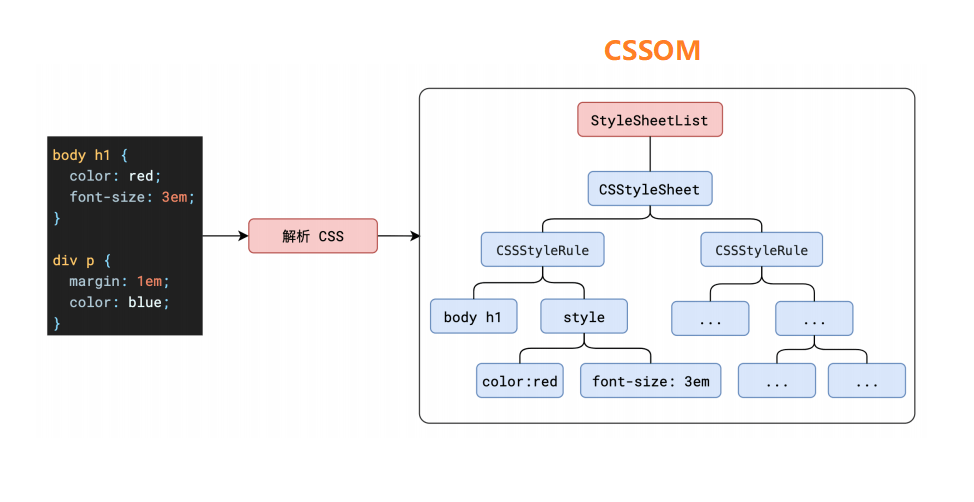 CSSOM
body h1 {
  color: red;
  font-size: 3em;
}
div p {
  margin: 1em;
  color: blue;
}
解析 CSS
StyleSheetList
CSStyleSheet
CSSStyleRule
CSSStyleRule
body h1
style
...
...
color:red
font-size: 3em
...
...